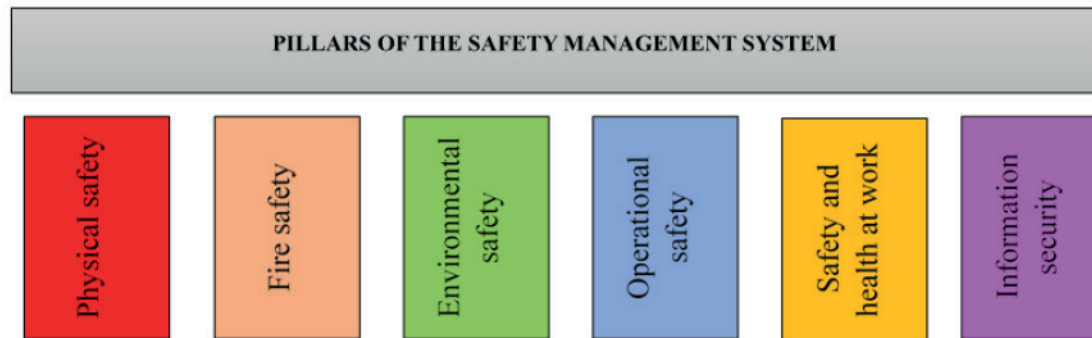 PILLARS OF THE SAFETY MANAGEMENT SYSTEM
Physical safety
Fire safety
Environmental
safety
Operational
safety
Safety and
health at work
Information
security